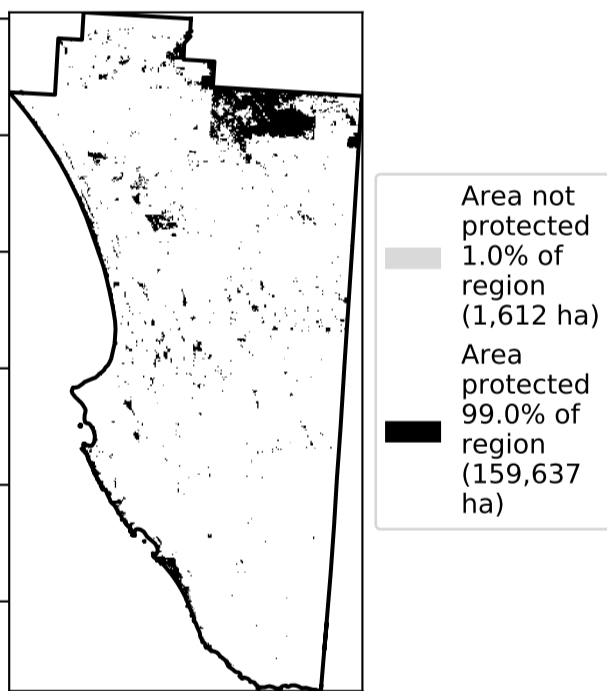 Area not
protected
1.0% of
region
(1,612 ha)
Area
protected
99.0% of
region
(159,637
ha)